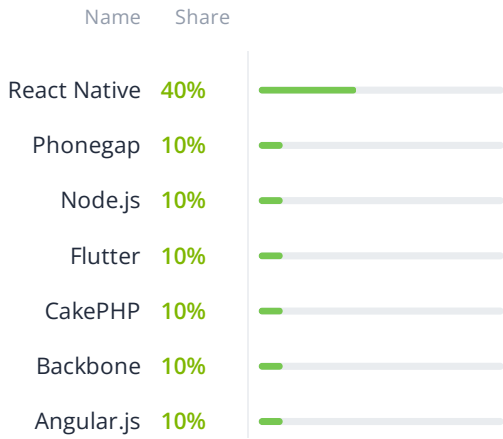 Name Share
React Native 40%
Phonegap 10%
Node.js 10%
Flutter 10%
CakePHP 10%
Backbone 10%
Angular.js 10%